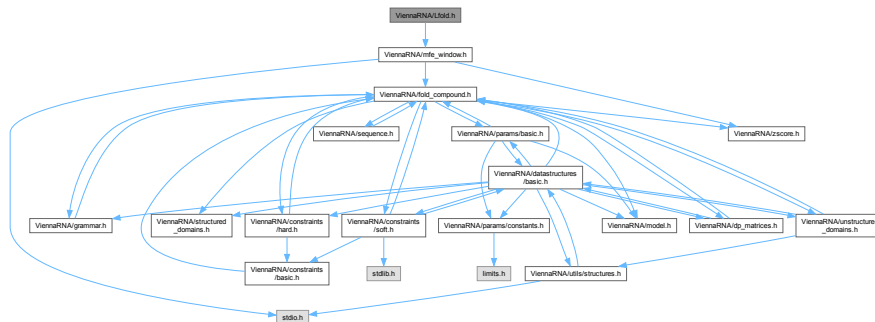 ViennaRNA/Lfold.h
ViennaRNA/mfe_window.h
ViennaRNA/fold_compound.h
ViennaRNA/sequence.h
ViennaRNA/params/basic.h
ViennaRNA/zscore.h
ViennaRNA/datastructures
/basic.h
ViennaRNA/grammar.h
ViennaRNA/structured
_domains.h
ViennaRNA/constraints
/hard.h
ViennaRNA/constraints
/soft.h
ViennaRNA/params/constants.h
ViennaRNA/model.h
ViennaRNA/dp_matrices.h
ViennaRNA/unstructured
_domains.h
ViennaRNA/constraints
/basic.h
stdlib.h
limits.h
ViennaRNA/utils/structures.h
stdio.h